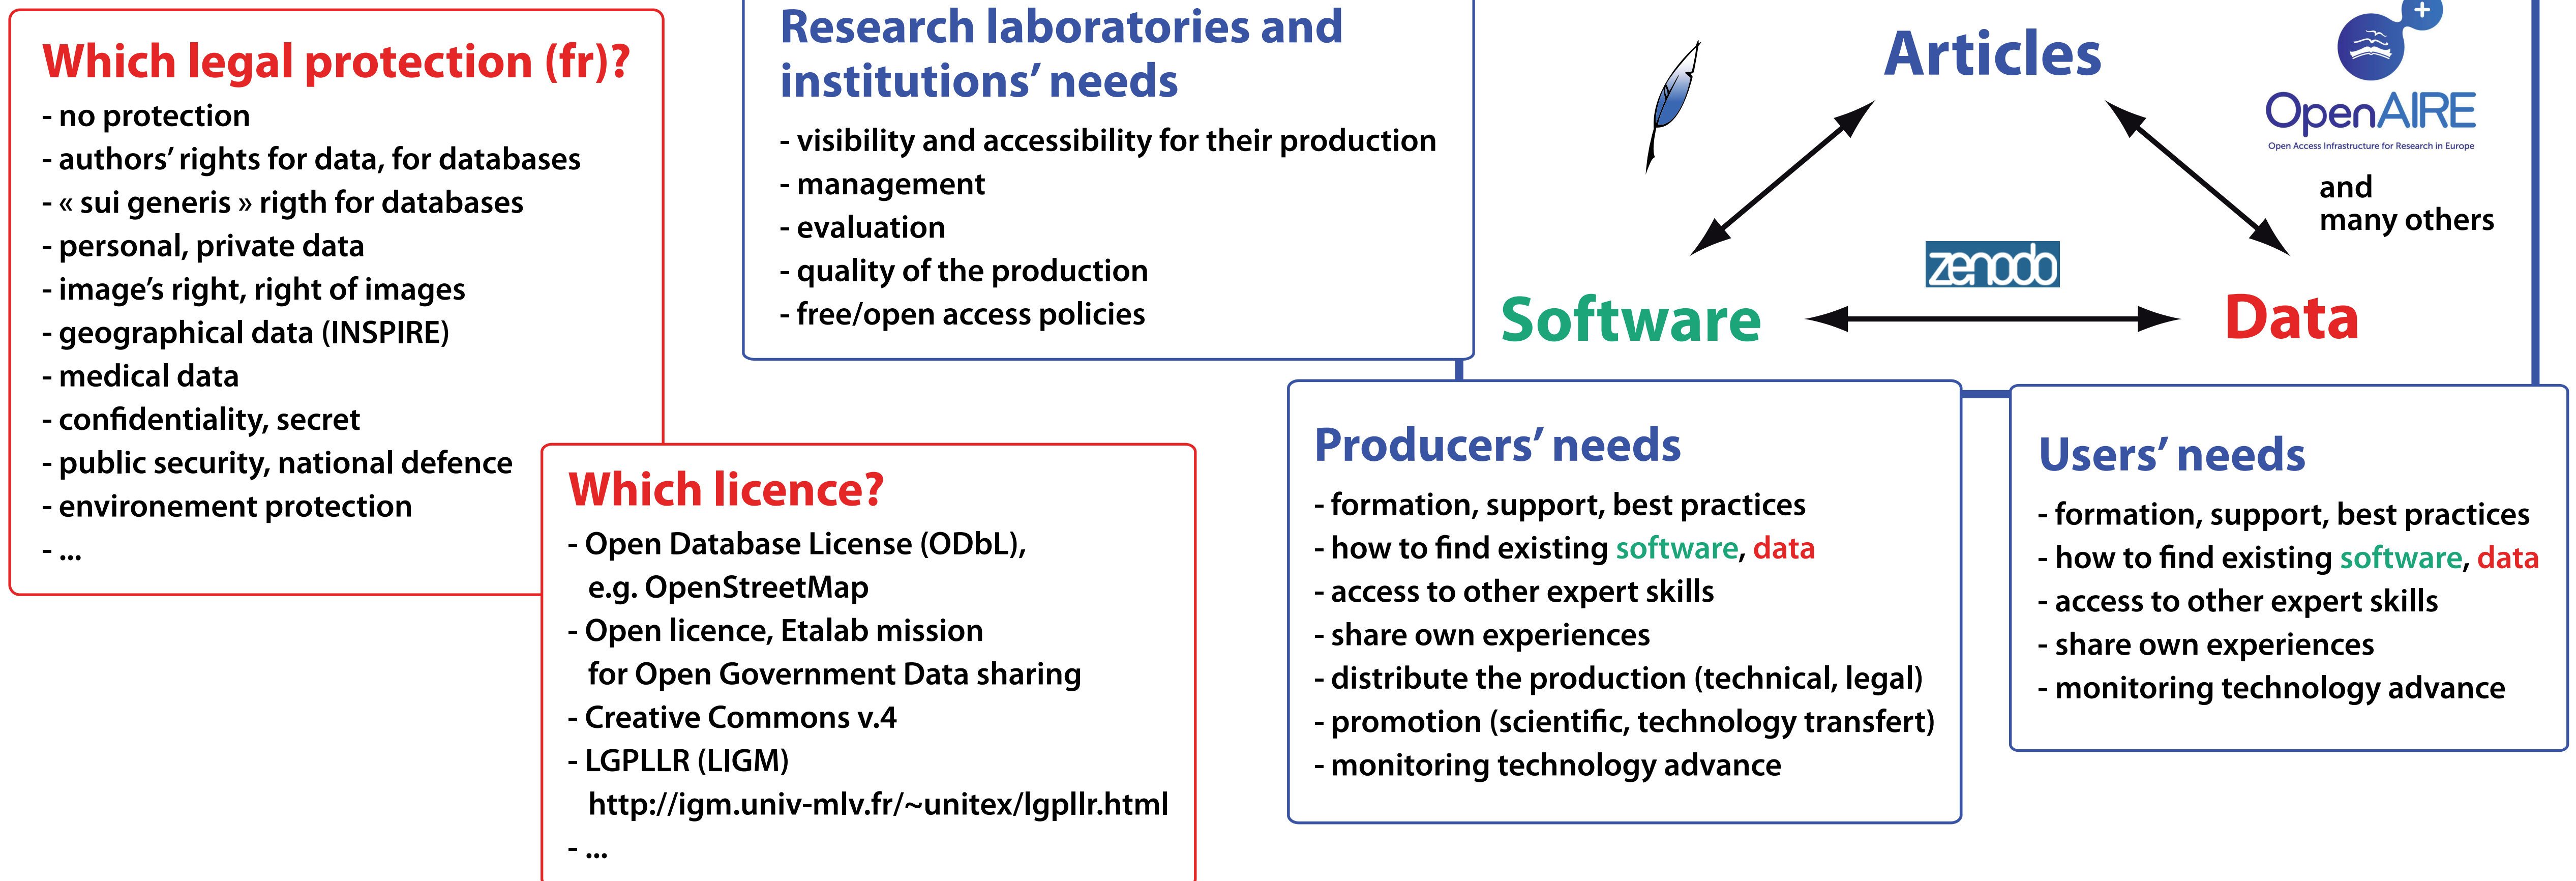 Which legal protection (fr)?
- no protection
- authors’ rights for data, for databases
- « sui generis » rigth for databases
- personal, private data
- image’s right, right of images
- geographical data (INSPIRE)
- medical data
- confidentiality, secret
- public security, national defence
- environement protection
- ...
Which licence?
- Open Database License (ODbL),
e.g. OpenStreetMap
- Open licence, Etalab mission
for Open Government Data sharing
- Creative Commons v.4
- LGPLLR (LIGM)
http://igm.univ-mlv.fr/~unitex/lgpllr.html
- ...
Research laboratories and
institutions’ needs
- visibility and accessibility for their production
- management
- evaluation
- quality of the production
- free/open access policies
Articles
+
OpenAIRE
Open Access Infrastructure for Research in Europe
and
many others
zenodo
Software
Data
Producers’ needs
- formation, support, best practices
- how to find existing software, data
- access to other expert skills
- share own experiences
- distribute the production (technical, legal)
- promotion (scientific, technology transfert)
- monitoring technology advance
Users’ needs
- formation, support, best practices
- how to find existing software, data
- access to other expert skills
- share own experiences
- monitoring technology advance